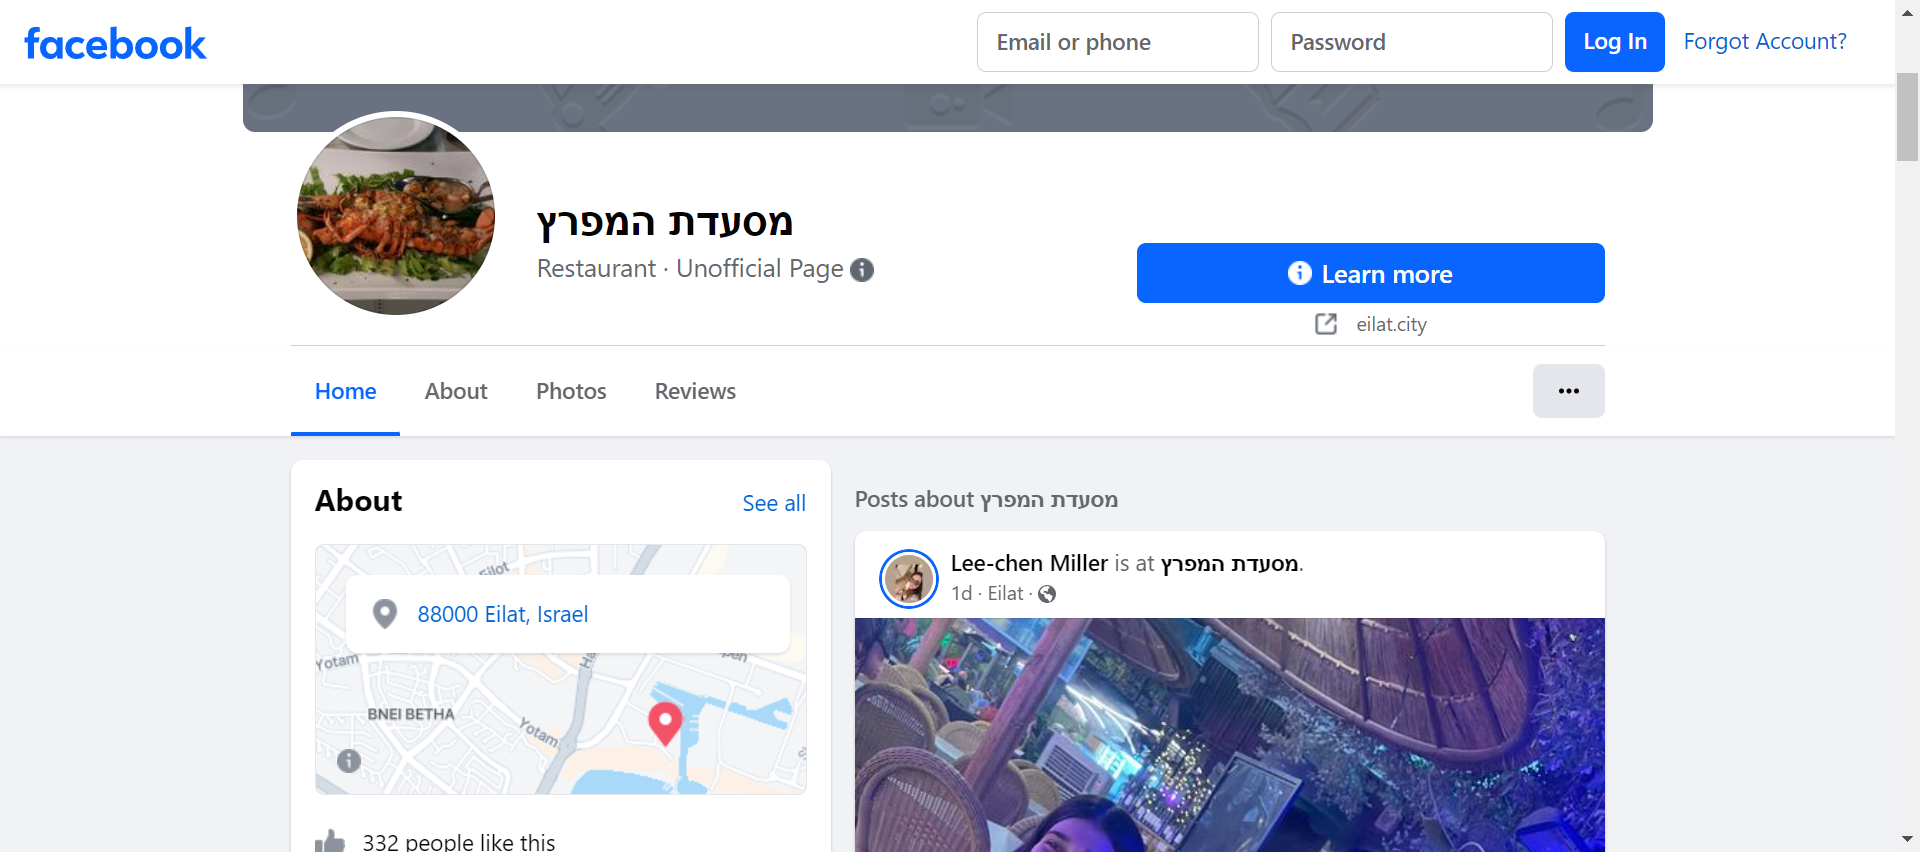 facebook
Email or phone
Password
Log In
Forgot Account?
מסעדת המפרץ
Restaurant · Unofficial Page
Learn more
eilat.city
Home
About
Photos
Reviews
About
See all
Eilot
88000 Eilat, Israel
Yotam
BNEI BETHA
Yotam
332 people like this
Posts about מסעדת המפרץ
Lee-chen Miller is at מסעדת המפרץ.
1d · Eilat ·